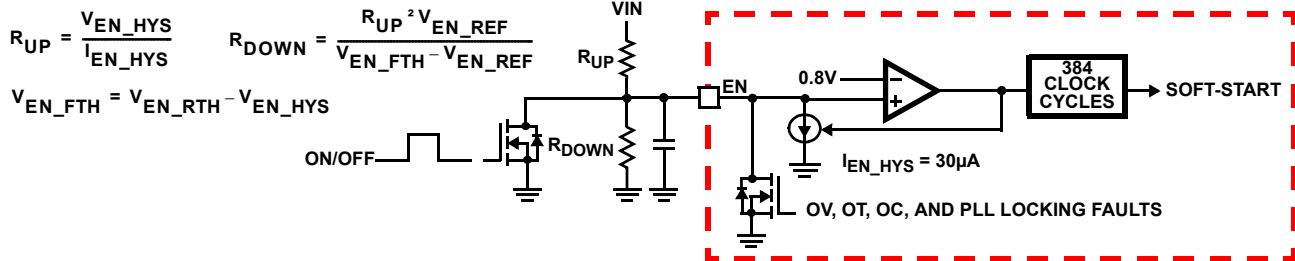 R_UP = V_EN_HYS / I_EN_HYS
R_DOWN = R_UP ² V_EN_REF / V_EN_FTH – V_EN_REF
V_EN_FTH = V_EN_RTH – V_EN_HYS
VIN
R_UP
R_DOWN
ON/OFF
EN
0.8V
–
+
384
CLOCK
CYCLES
SOFT-START
I_EN_HYS = 30µA
OV, OT, OC, AND PLL LOCKING FAULTS